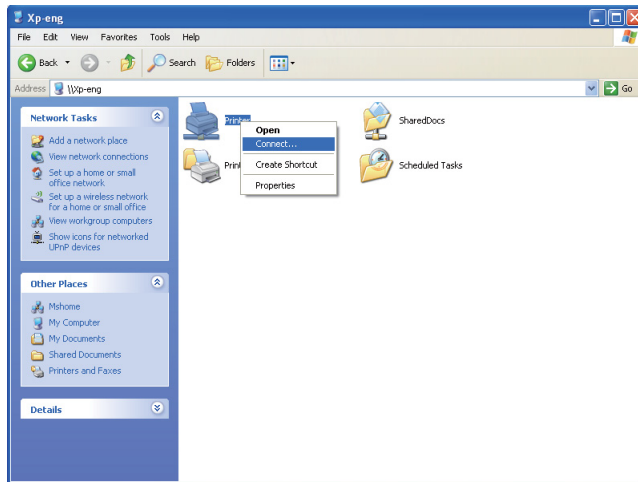 Xp-eng
File Edit View Favorites Tools Help
Back Search Folders
Address \\Xp-eng Go
Network Tasks
Add a network place
View network connections
Set up a home or small
office network
Set up a wireless network
for a home or small office
View workgroup computers
Show icons for networked
UPnP devices
Other Places
Mshome
My Computer
My Documents
Shared Documents
Printers and Faxes
Details
Printer
Open
Connect...
Create Shortcut
Properties
SharedDocs
Scheduled Tasks